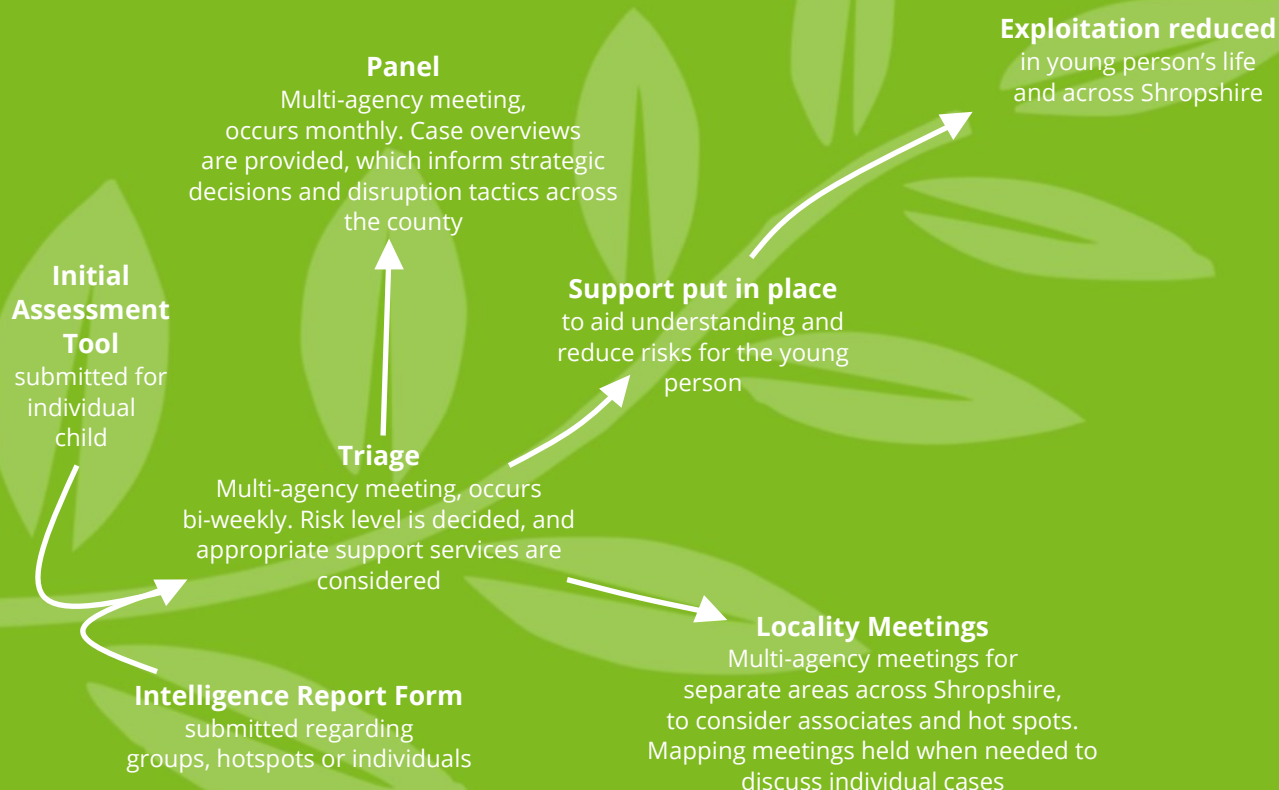 Exploitation reduced
in young person's life
and across Shropshire
Panel
Multi-agency meeting,
occurs monthly. Case overviews
are provided, which inform strategic
decisions and disruption tactics across
the county
Initial
Assessment
Tool
submitted for
individual
child
Support put in place
to aid understanding and
reduce risks for the young
person
Triage
Multi-agency meeting, occurs
bi-weekly. Risk level is decided, and
appropriate support services are
considered
Locality Meetings
Multi-agency meetings for
separate areas across Shropshire,
to consider associates and hot spots.
Mapping meetings held when needed to
discuss individual cases
Intelligence Report Form
submitted regarding
groups, hotspots or individuals